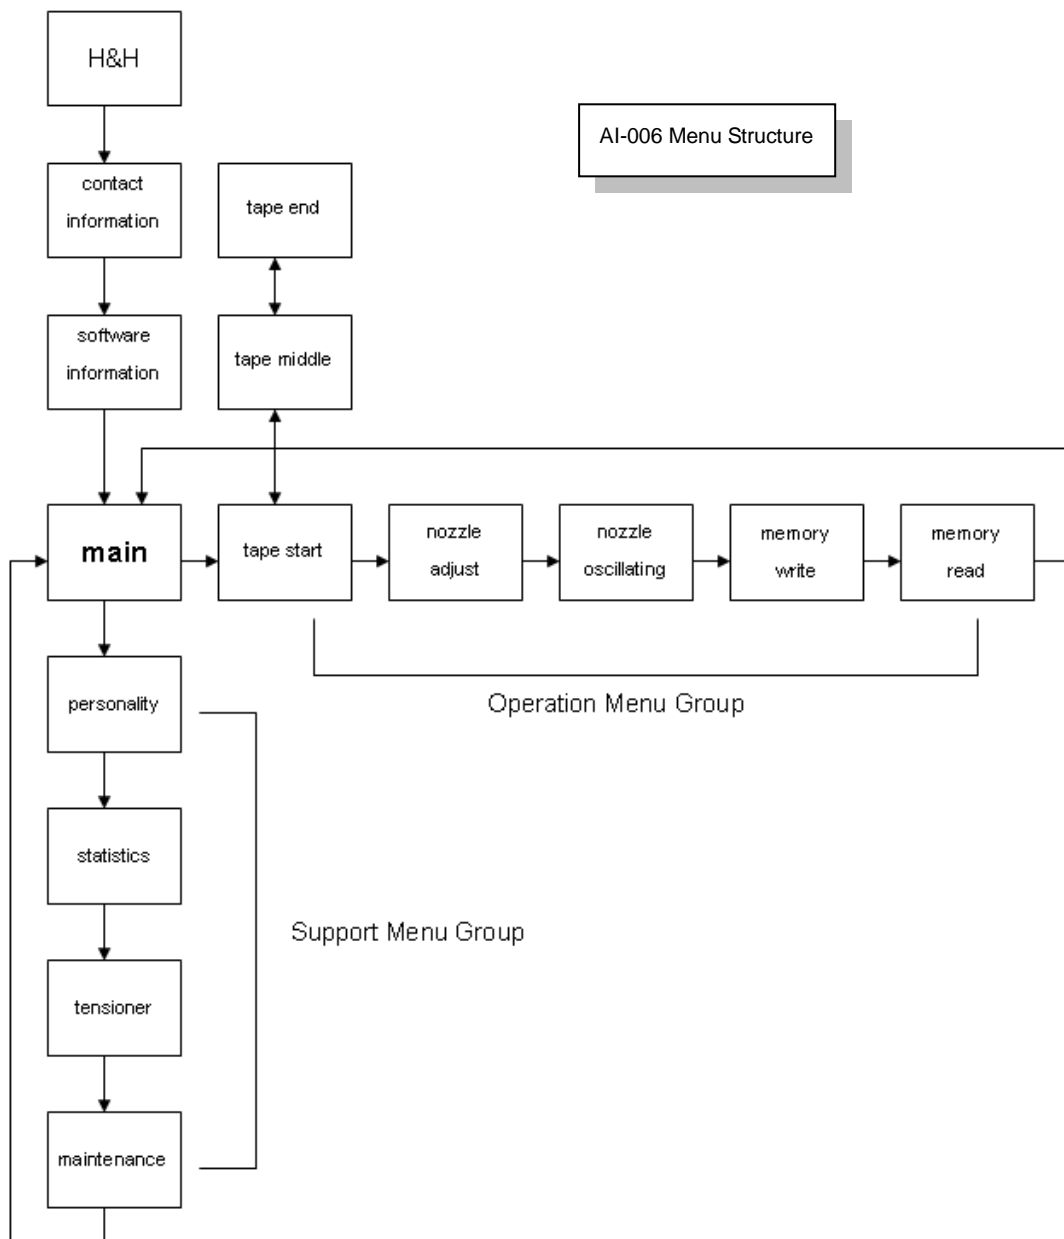 H&H
AI-006 Menu Structure
contact
information
tape end
software
information
tape middle
main
tape start
nozzle
adjust
nozzle
oscillating
memory
write
memory
read
personality
Operation Menu Group
statistics
Support Menu Group
tensioner
maintenance